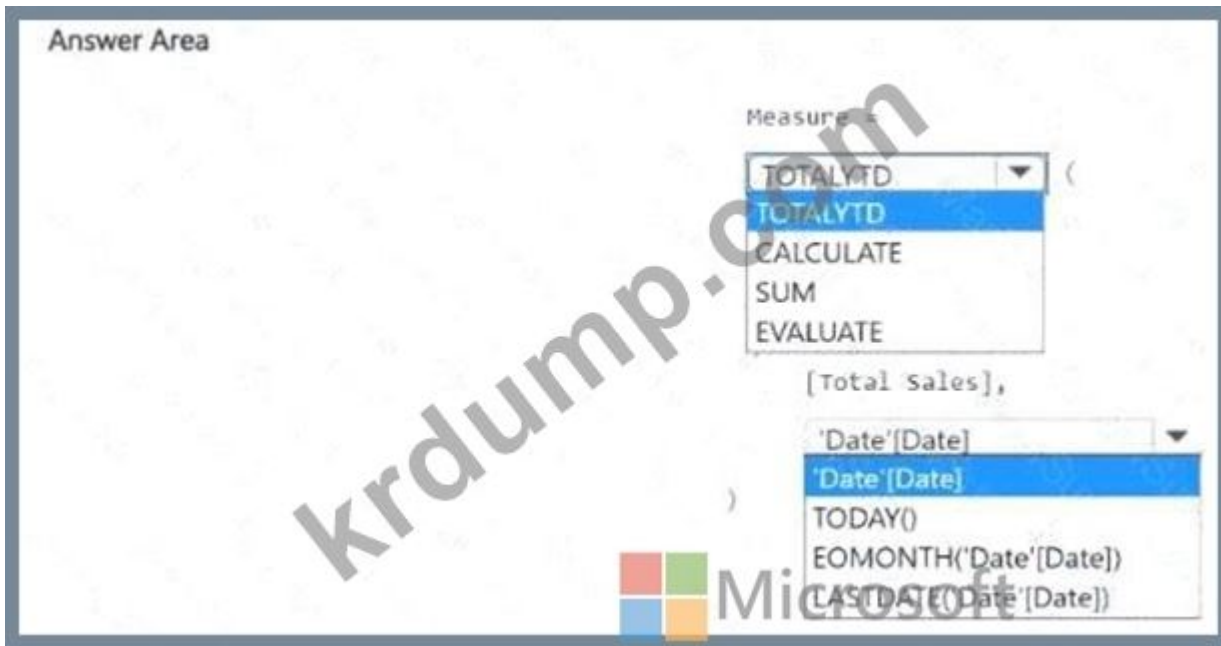 Answer Area
Measure =
TOTALYTD (
TOTALYTD
CALCULATE
SUM
EVALUATE
[Total Sales],
'Date'[Date]
'Date'[Date]
TODAY()
)
EOMONTH('Date'[Date])
LASTDATE('Date'[Date])
krdump.com
Microsoft